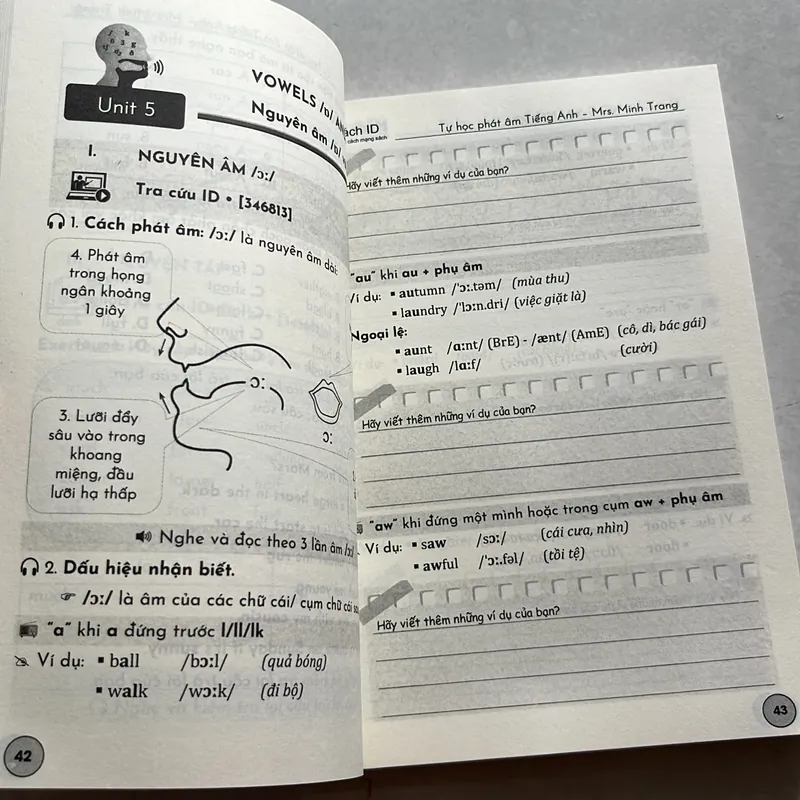 Unit 5
VOWELS /ɒ/
Nguyên âm /ɒ/
I. NGUYÊN ÂM /ɔ:/
Tra cứu ID • [346813]
1. Cách phát âm: /ɔ:/ là nguyên âm dài:
4. Phát âm
trong họng
ngân khoảng
1 giây
ɔ:
ɔ:
3. Lưỡi đẩy
sâu vào trong
khoang
miệng, đầu
lưỡi hạ thấp
Nghe và đọc theo 3 lần âm /ɔ:/
2. Dấu hiệu nhận biết.
☞ /ɔ:/ là âm của các chữ cái/ cụm chữ cái
"a" khi a đứng trước l/ll/lk
Ví dụ: ▪ ball /bɔ:l/ (quả bóng)
▪ walk /wɔ:k/ (đi bộ)
42
ách ID
cách mạng sách
Tự học phát âm Tiếng Anh - Mrs. Minh Trang
Hãy viết thêm những ví dụ của bạn?
"au" khi au + phụ âm
Ví dụ: ▪ autumn /'ɔ:.təm/ (mùa thu)
▪ laundry /'lɔ:n.dri/ (việc giặt là)
Ngoại lệ:
▪ aunt /ɑ:nt/ (BrE) - /ænt/ (AmE) (cô, dì, bác gái)
▪ laugh /lɑ:f/ (cười)
Hãy viết thêm những ví dụ của bạn?
"aw" khi đứng một mình hoặc trong cụm aw + phụ âm
Ví dụ: ▪ saw /sɔ:/ (cái cưa, nhìn)
▪ awful /'ɔ:.fəl/ (tồi tệ)
Hãy viết thêm những ví dụ của bạn?
43